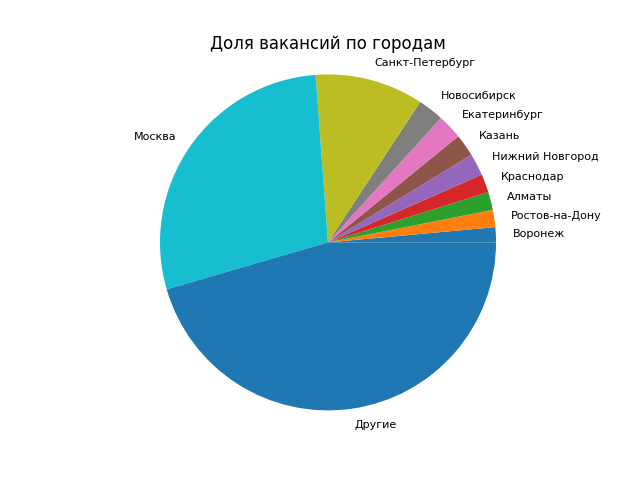 Доля вакансий по городам
Санкт-Петербург
Новосибирск
Екатеринбург
Москва
Казань
Нижний Новгород
Краснодар
Алматы
Ростов-на-Дону
Воронеж
Другие